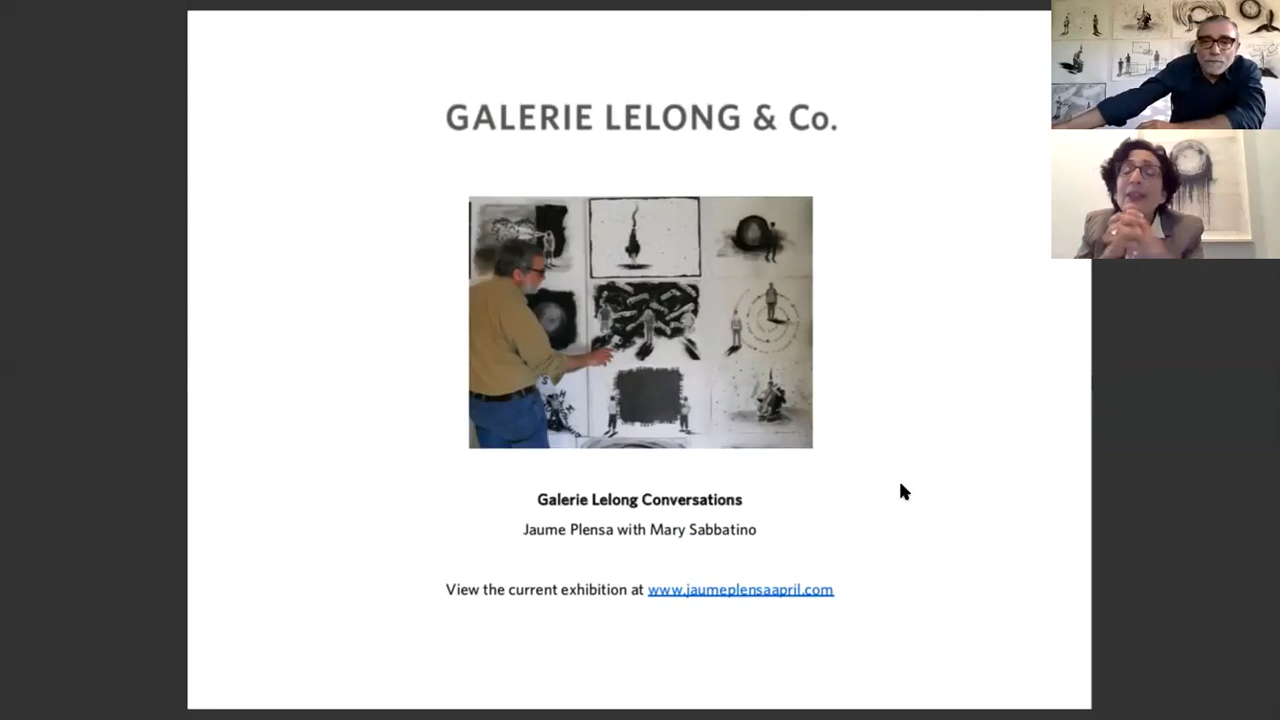 GALERIE LELONG & Co.
Galerie Lelong Conversations
Jaume Plensa with Mary Sabbatino
View the current exhibition at www.jaumeplensaapril.com